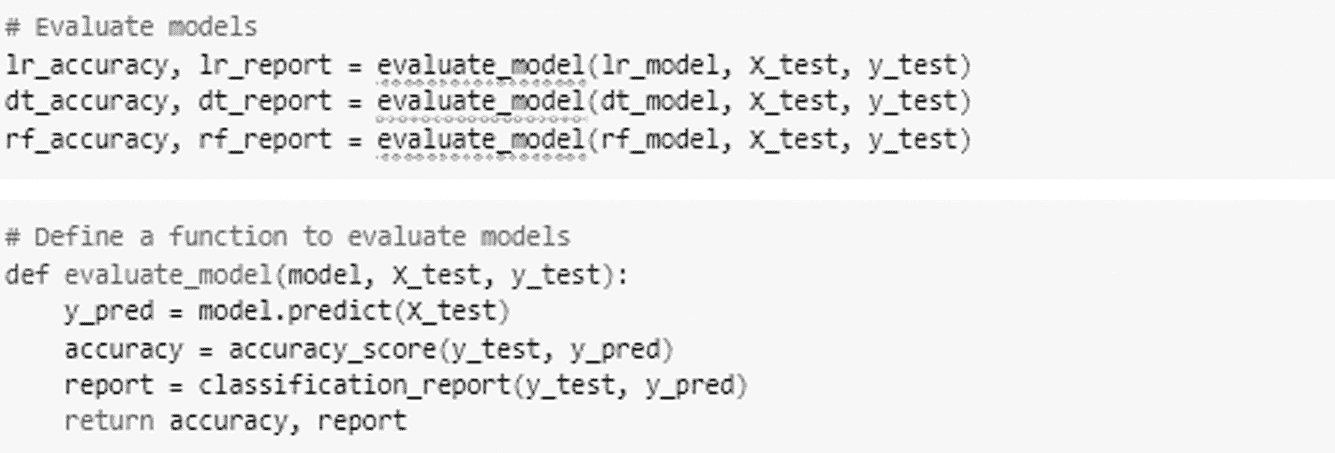 # Evaluate models
lr_accuracy, lr_report = evaluate_model(lr_model, X_test, y_test)
dt_accuracy, dt_report = evaluate_model(dt_model, X_test, y_test)
rf_accuracy, rf_report = evaluate_model(rf_model, X_test, y_test)
# Define a function to evaluate models
def evaluate_model(model, X_test, y_test):
    y_pred = model.predict(X_test)
    accuracy = accuracy_score(y_test, y_pred)
    report = classification_report(y_test, y_pred)
    return accuracy, report